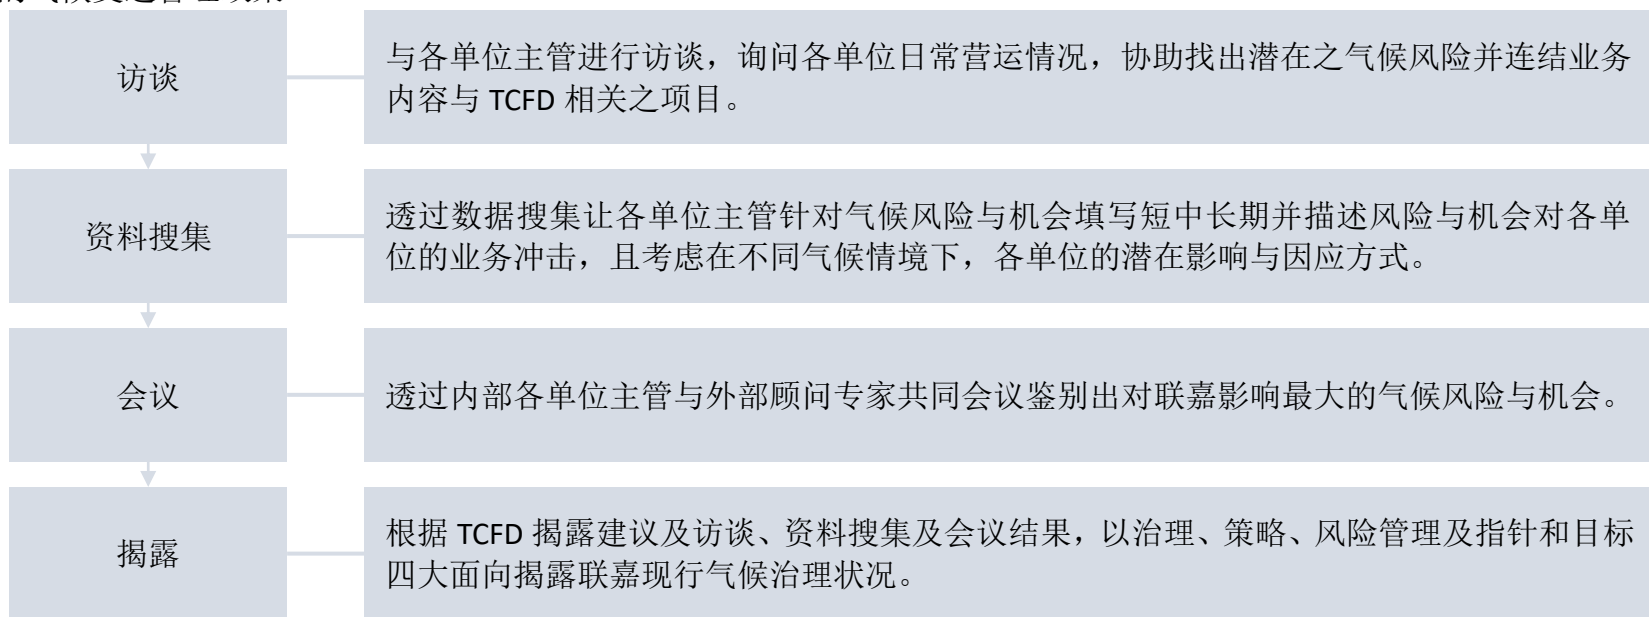 访谈
与各单位主管进行访谈，询问各单位日常营运情况，协助找出潜在之气候风险并连结业务
内容与 TCFD 相关之项目。
资料搜集
透过数据搜集让各单位主管针对气候风险与机会填写短中长期并描述风险与机会对各单
位的业务冲击，且考虑在不同气候情境下，各单位的潜在影响与因应方式。
会议
透过内部各单位主管与外部顾问专家共同会议鉴别出对联嘉影响最大的气候风险与机会。
揭露
根据 TCFD 揭露建议及访谈、资料搜集及会议结果，以治理、策略、风险管理及指针和目标
四大面向揭露联嘉现行气候治理状况。